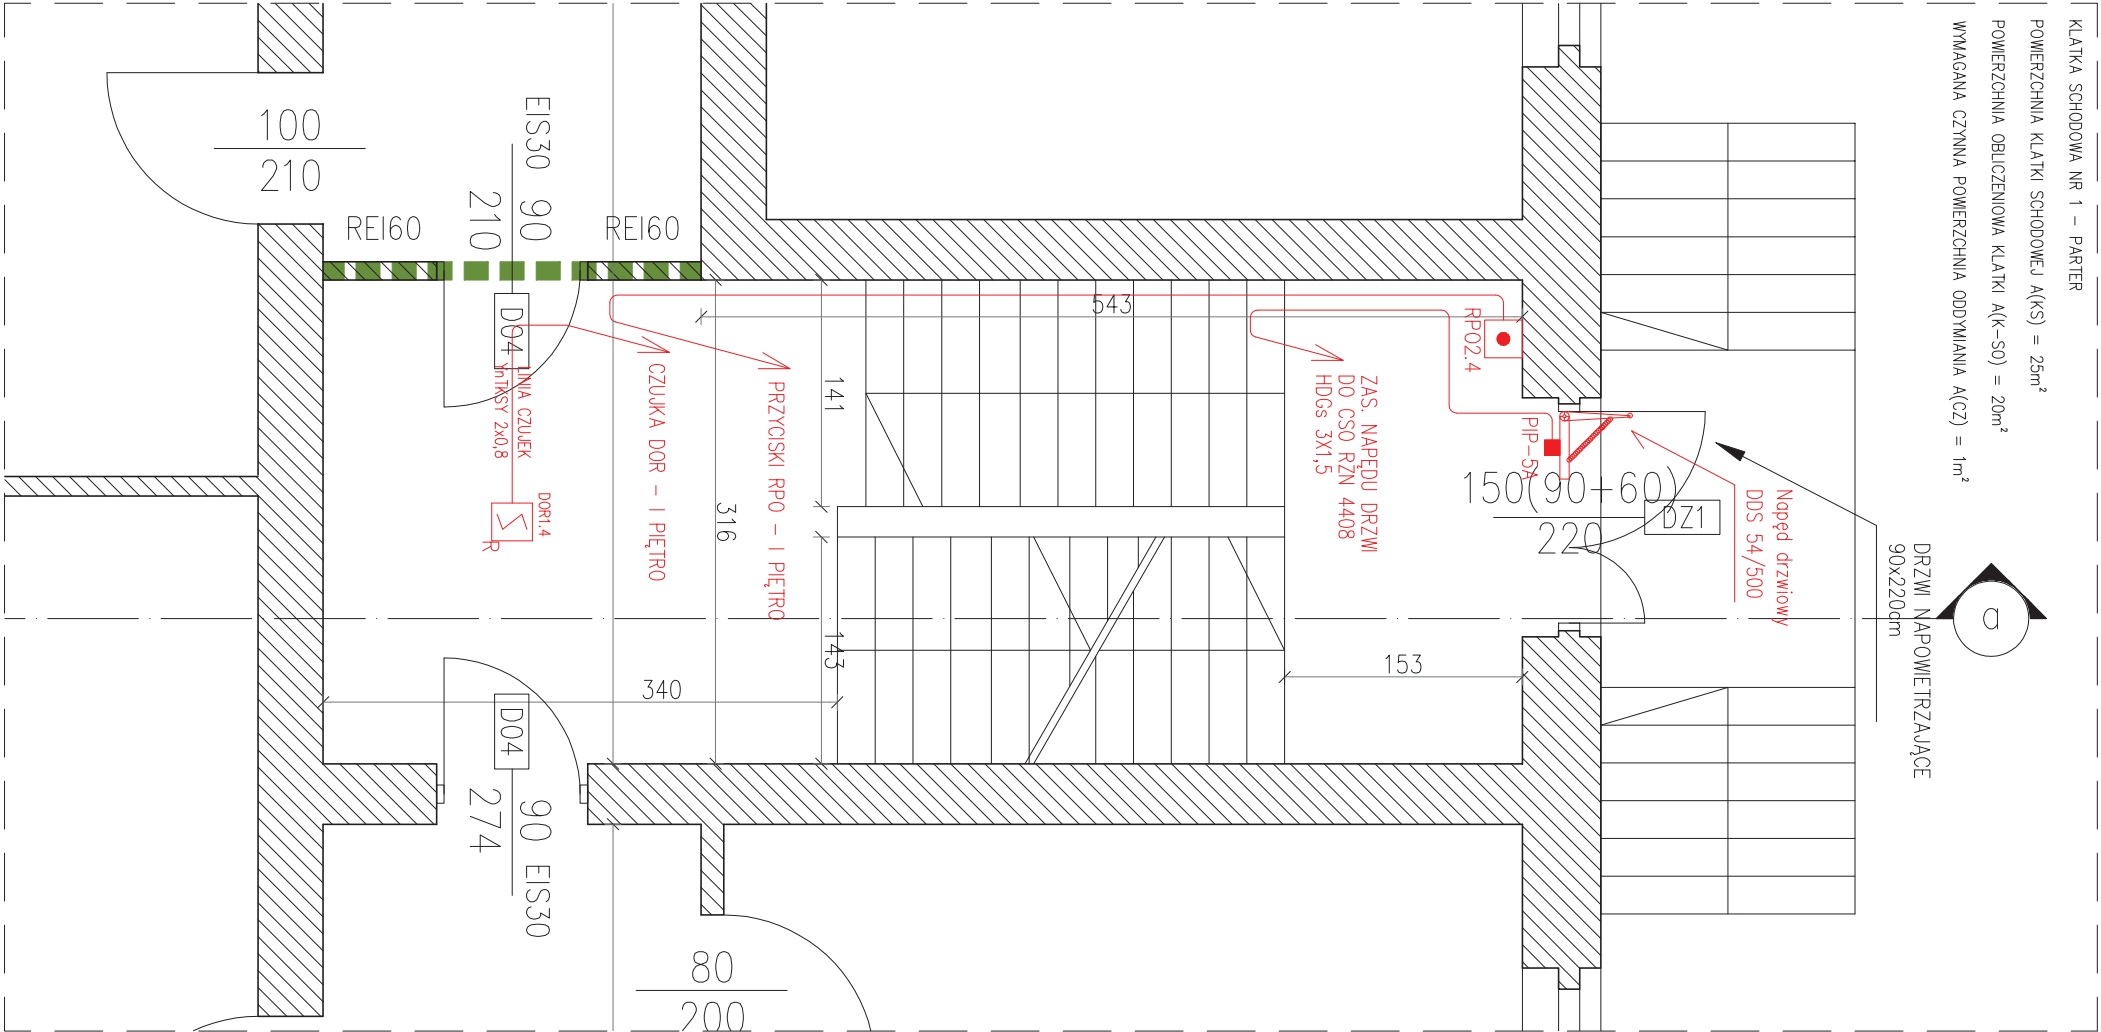 KLATKA SCHODOWA NR 1 - PARTER
POWIERZCHNIA KLATKI SCHODOWEJ A(KS) = 25m²
POWIERZCHNIA OBLICZENIOWA KLATKI A(K-SO) = 20m²
WYMAGANA CZYNNA POWIERZCHNIA ODDYMIANIA A(CZ) = 1m²
DRZWI NAPOWIETRZAJĄCE
90x220cm
a
Napęd drzwiowy
DDS 54/500
DZ1
150(90+60)
220
PIP-5A
RPO2.4
ZAS. NAPĘDU DRZWI
DO CSO RZN 4408
HDGs 3X1,5
543
153
141
143
316
340
PRZYCISKI RPO - I PIĘTRO
CZUJKA DOR - I PIĘTRO
LINIA CZUJEK
YnTKSY 2x0,8
DOR1.4
R
EIS30 90
210
D04
REI60
REI60
100
210
D04
90 EIS30
274
80
200